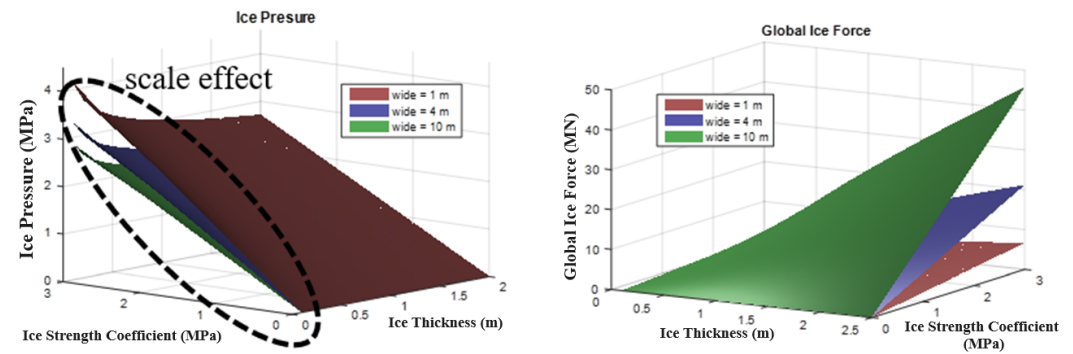 Ice Presure
scale effect
wide = 1 m
wide = 4 m
wide = 10 m
Ice Pressure (MPa)
4
3
2
1
0
3
2
1
0
0
0.5
1
1.5
2
Ice Strength Coefficient (MPa)
Ice Thickness (m)
Global Ice Force
wide = 1 m
wide = 4 m
wide = 10 m
Global Ice Force (MN)
50
40
30
20
10
0
0
0.5
1
1.5
2
2.5
0
1
2
3
Ice Thickness (m)
Ice Strength Coefficient
(MPa)